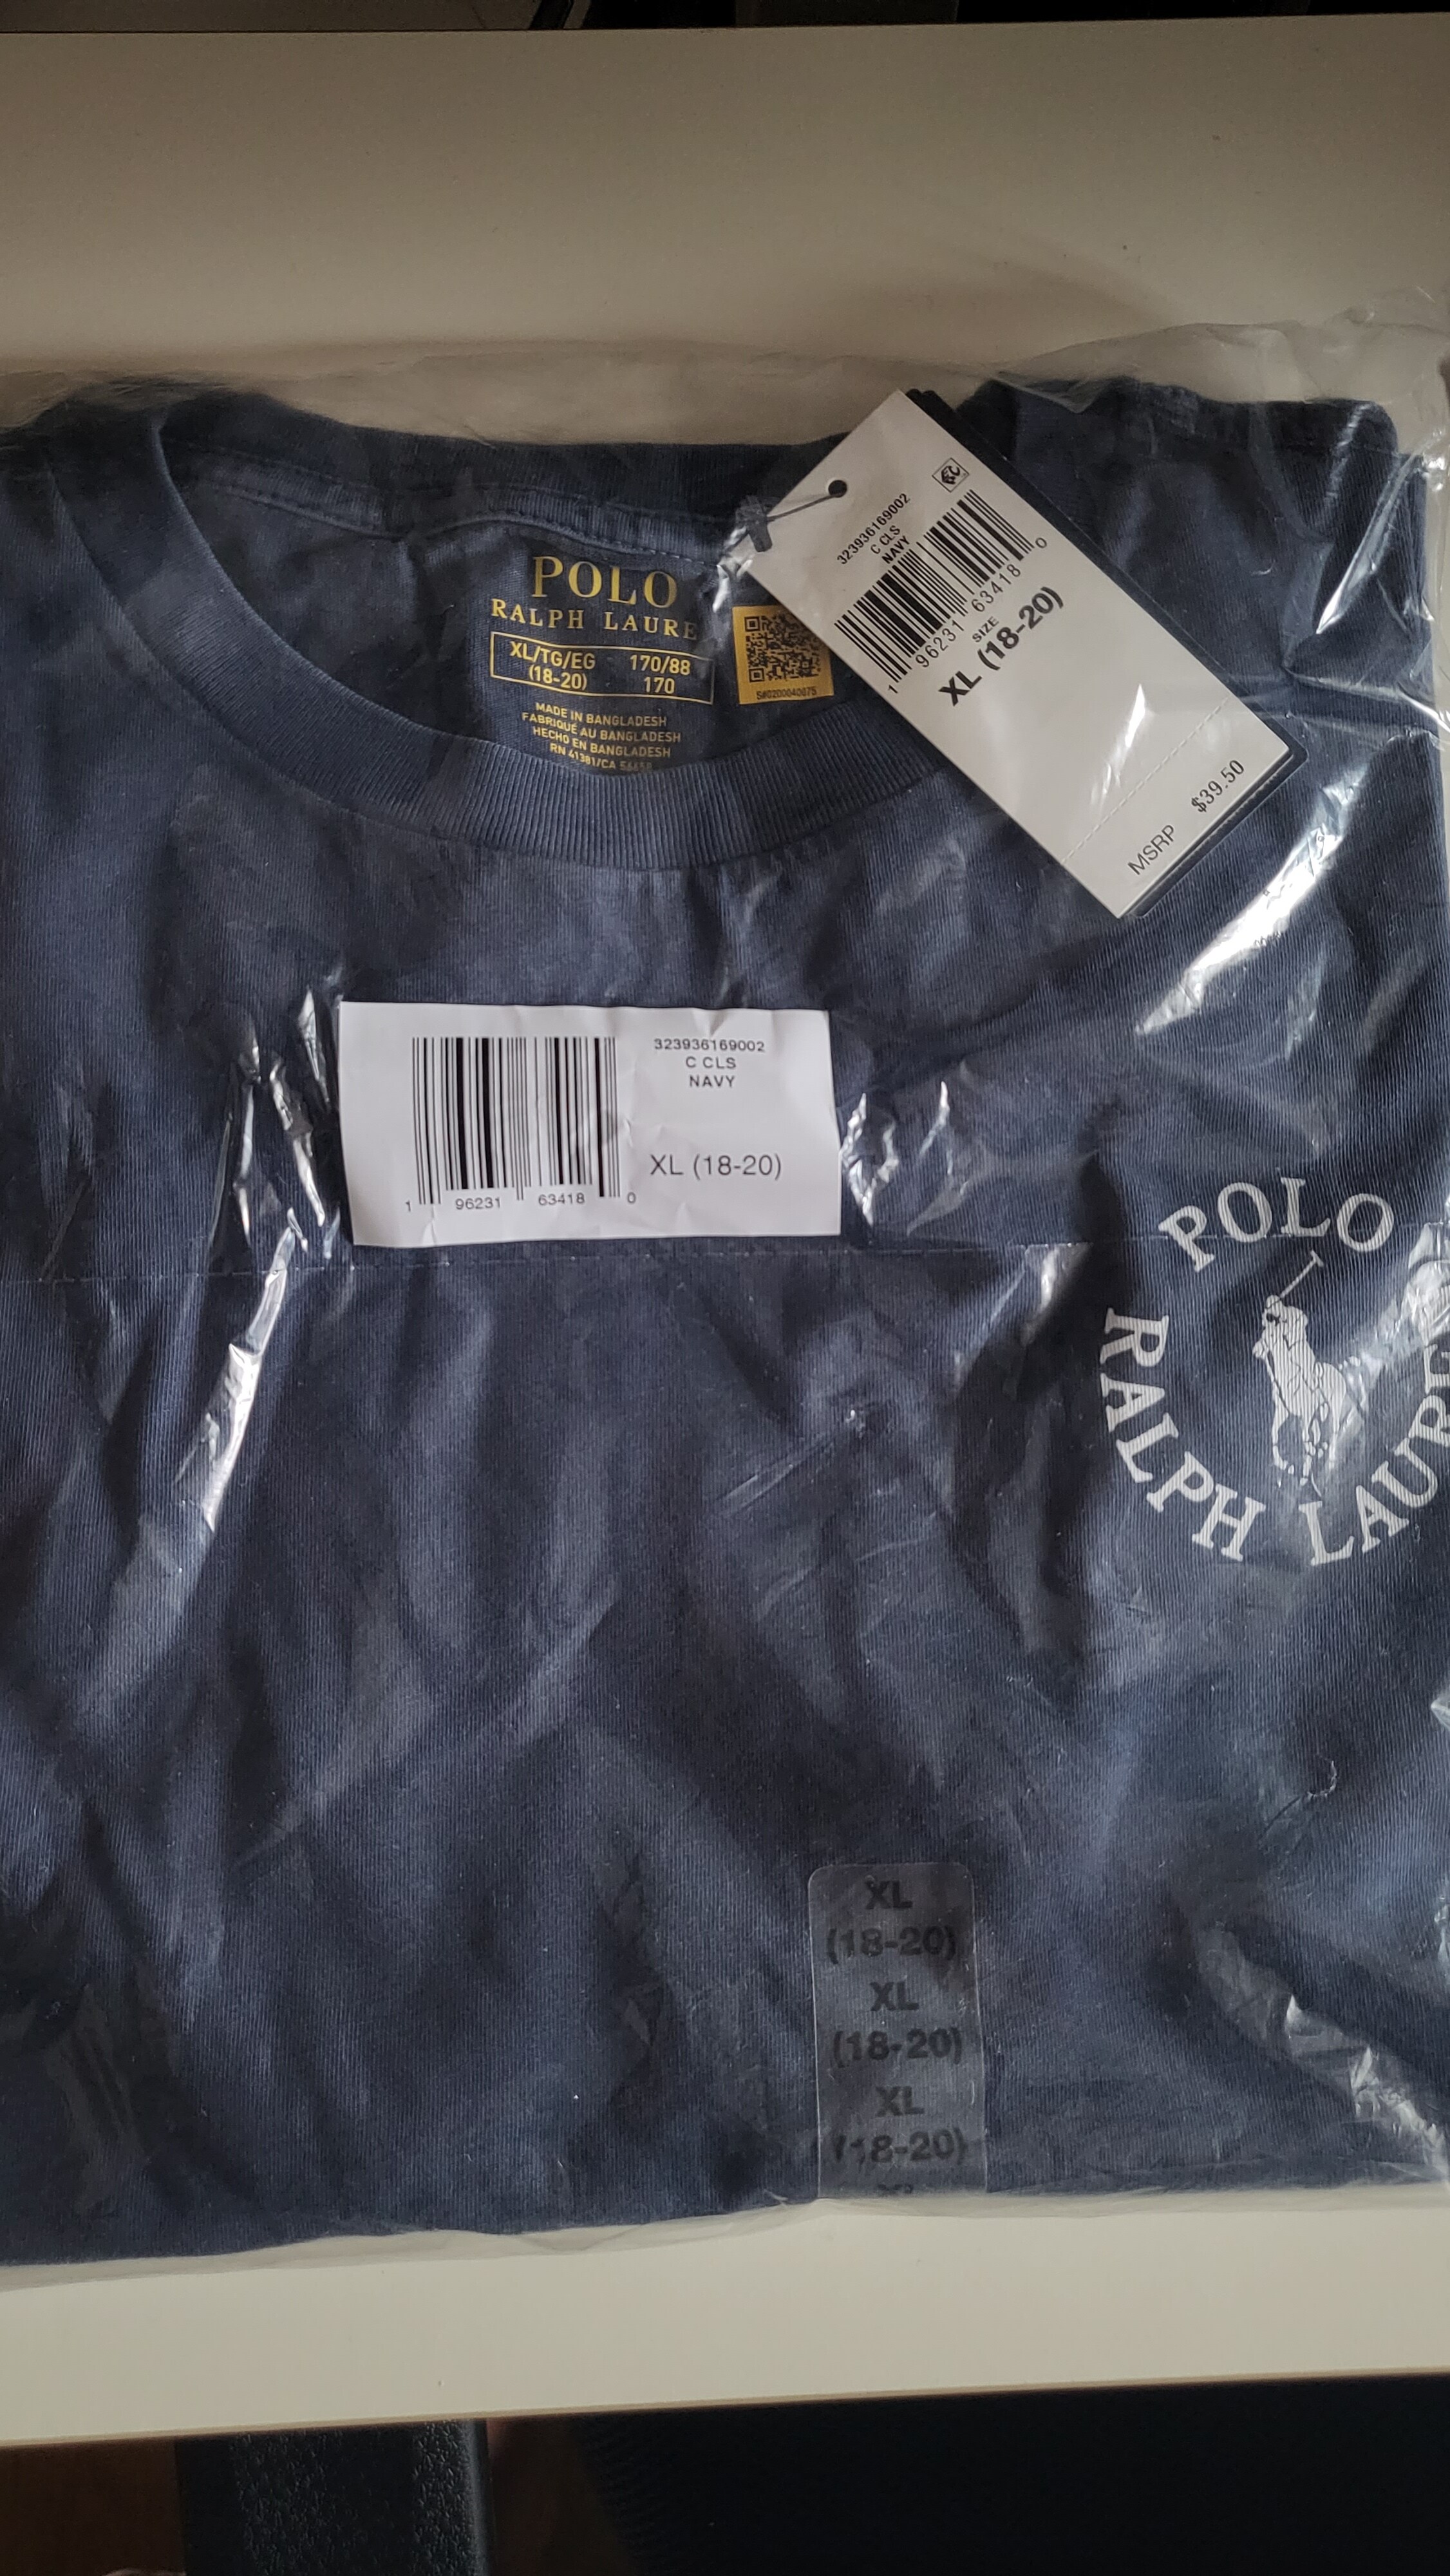 POLO
RALPH LAURE
XL/TG/EG 170/88
(18-20) 170
MADE IN BANGLADESH
FABRIQUÉ AU BANGLADESH
HECHO EN BANGLADESH
RN 41381/CA
S#0200040075
323936169002
C CLS
NAVY
1 96231 63418 0
SIZE
XL (18-20)
MSRP $39.50
323936169002
C CLS
NAVY
XL (18-20)
1 96231 63418 0
POLO
RALPH LAURE
XL
(18-20)
XL
(18-20)
XL
(18-20)